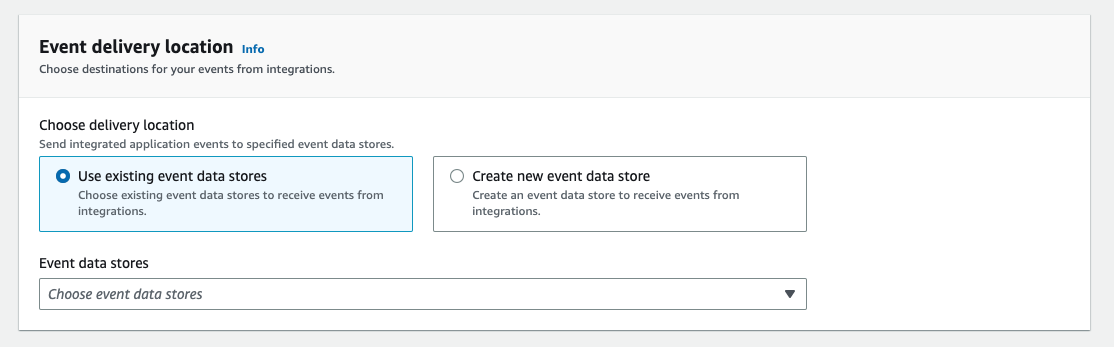 Event delivery location Info
Choose destinations for your events from integrations.
Choose delivery location
Send integrated application events to specified event data stores.
Use existing event data stores
Choose existing event data stores to receive events from
integrations.
Create new event data store
Create an event data store to receive events from
integrations.
Event data stores
Choose event data stores